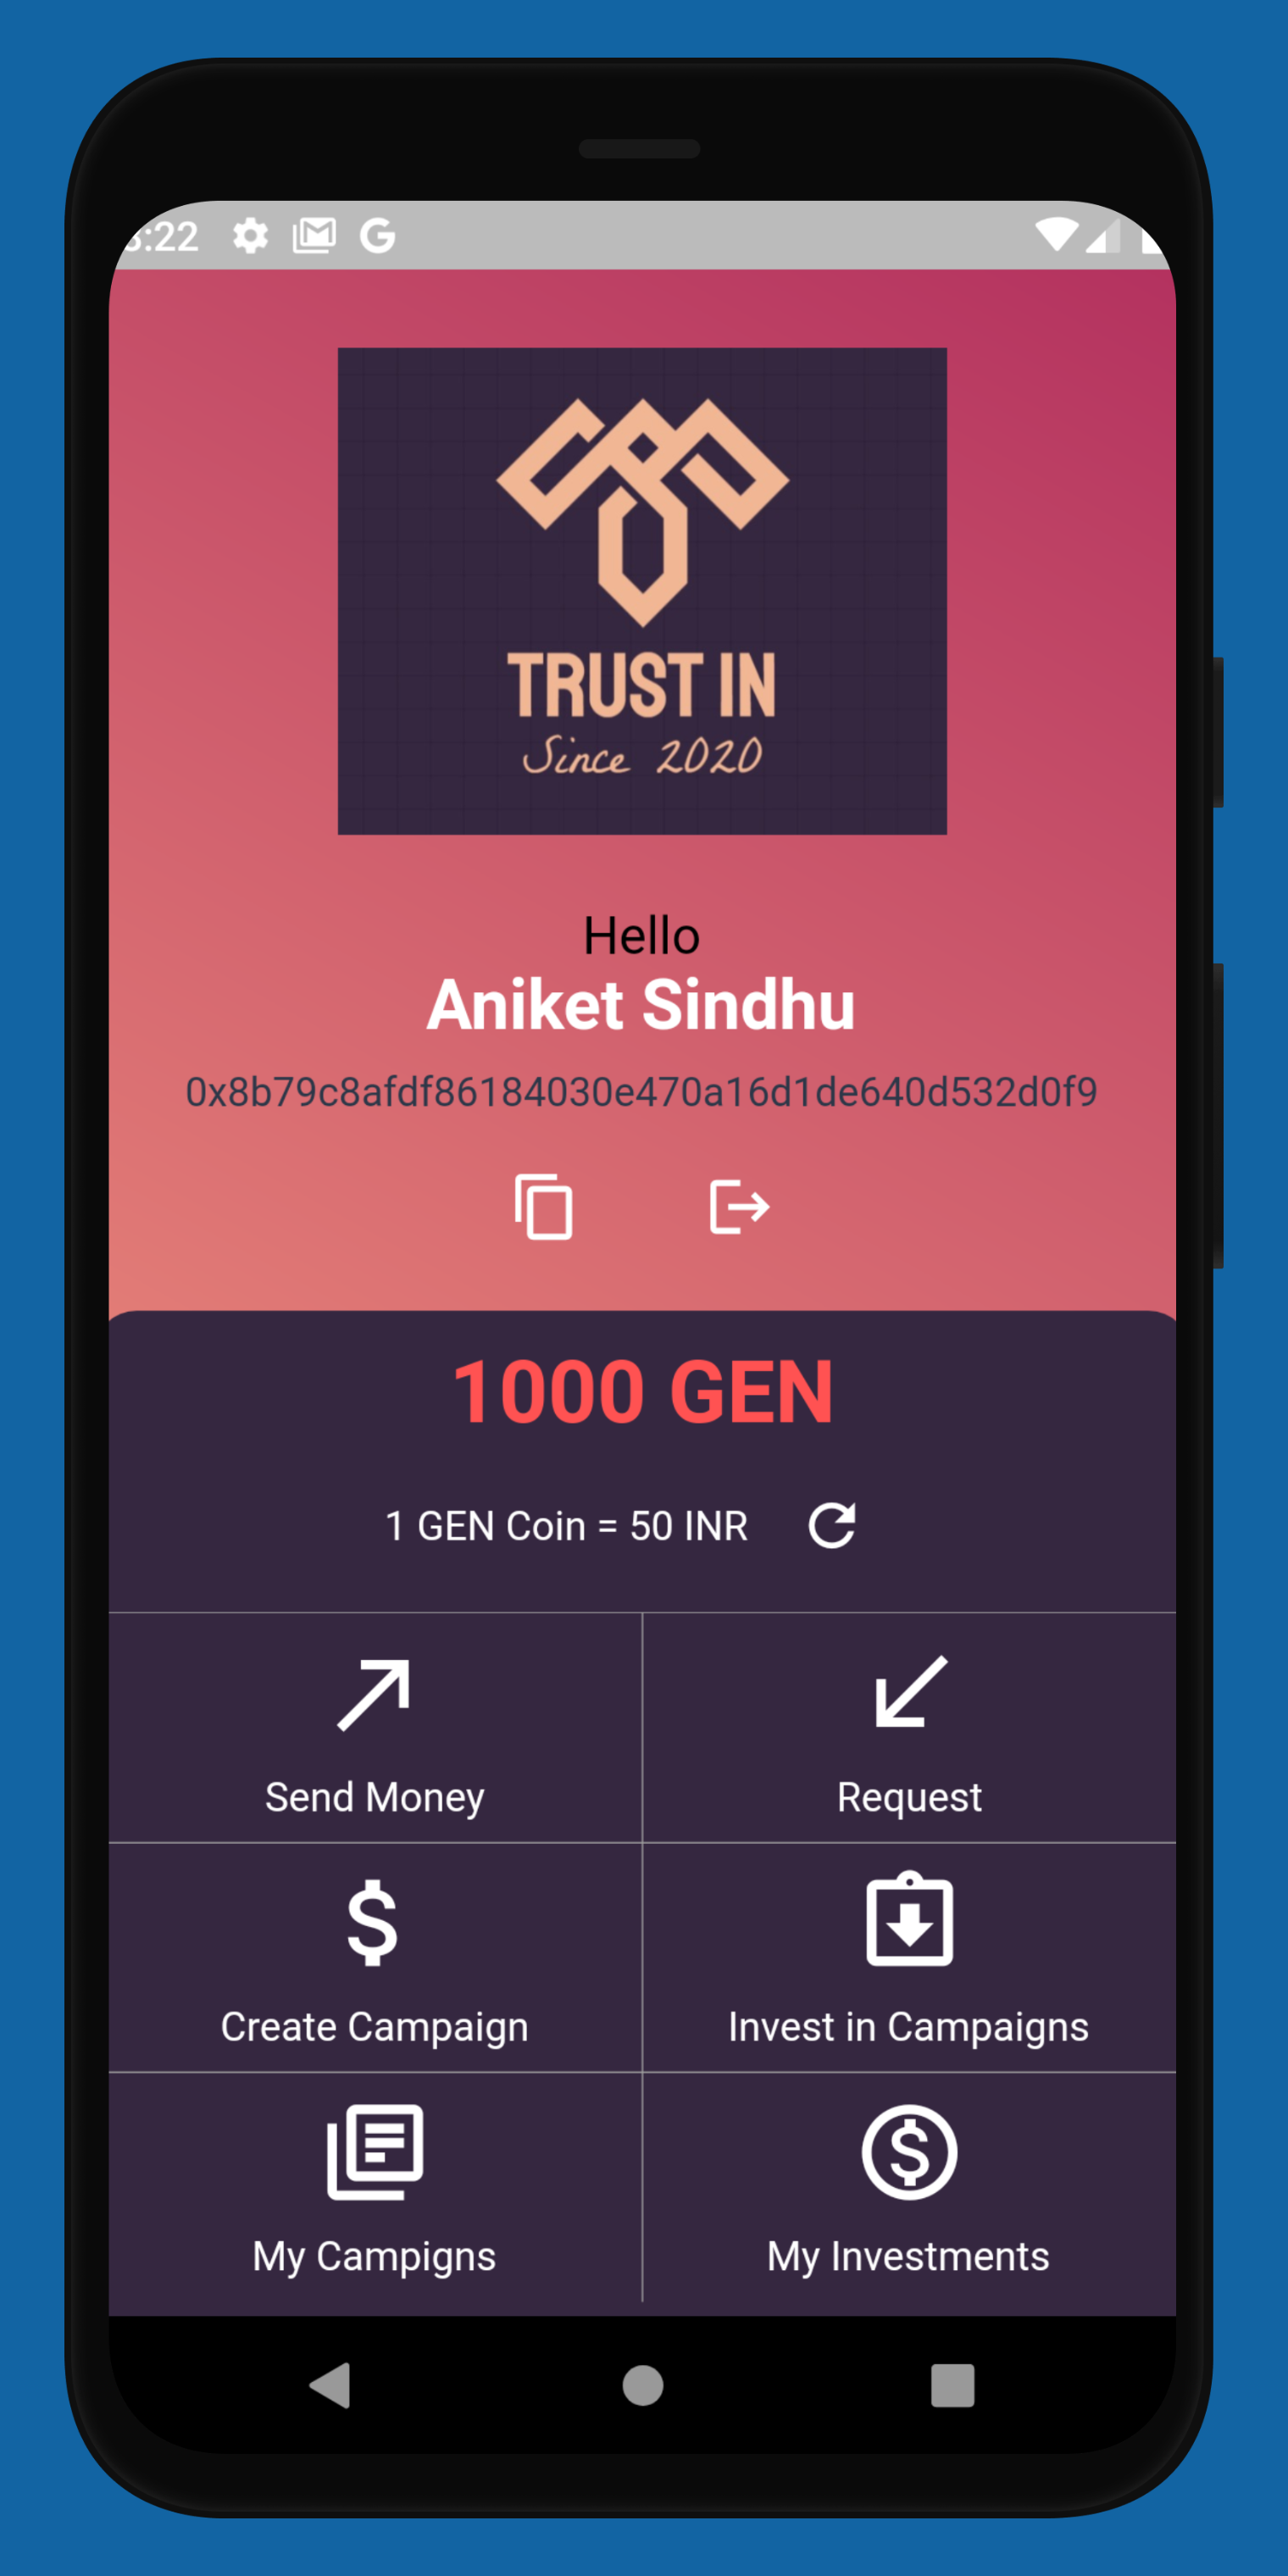 :22
TRUST IN
Since 2020
Hello
Aniket Sindhu
0x8b79c8afdf86184030e470a16d1de640d532d0f9
1000 GEN
1 GEN Coin = 50 INR
Send Money
Request
Create Campaign
Invest in Campaigns
My Campigns
My Investments